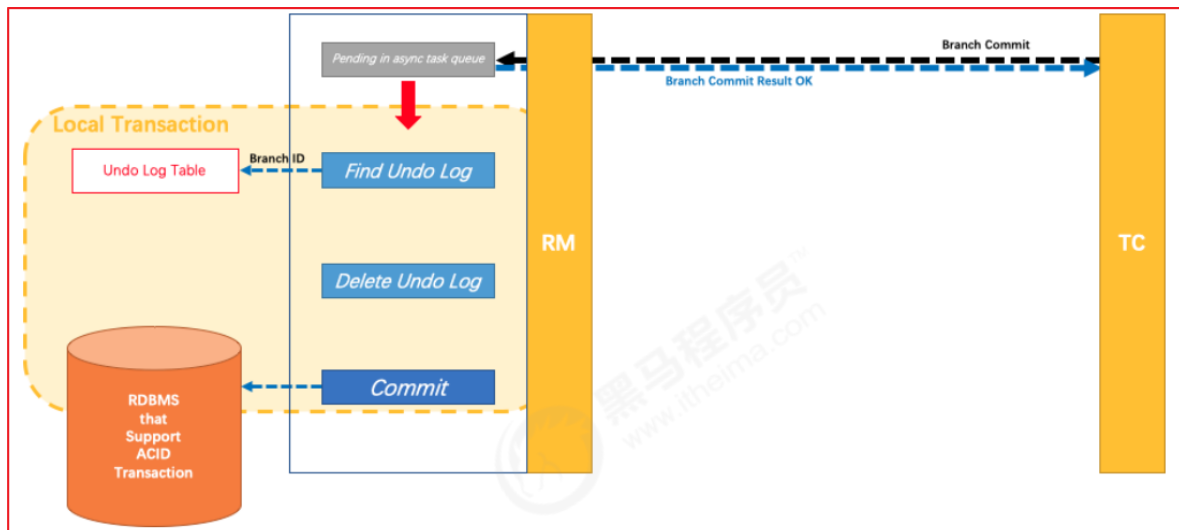 Branch Commit
Pending in async task queue
Branch Commit Result OK
Local Transaction
Branch ID
Undo Log Table
Find Undo Log
RM
TC
Delete Undo Log
Commit
RDBMS
that
Support
ACID
Transaction
黑马程序员™
www.itheima.com